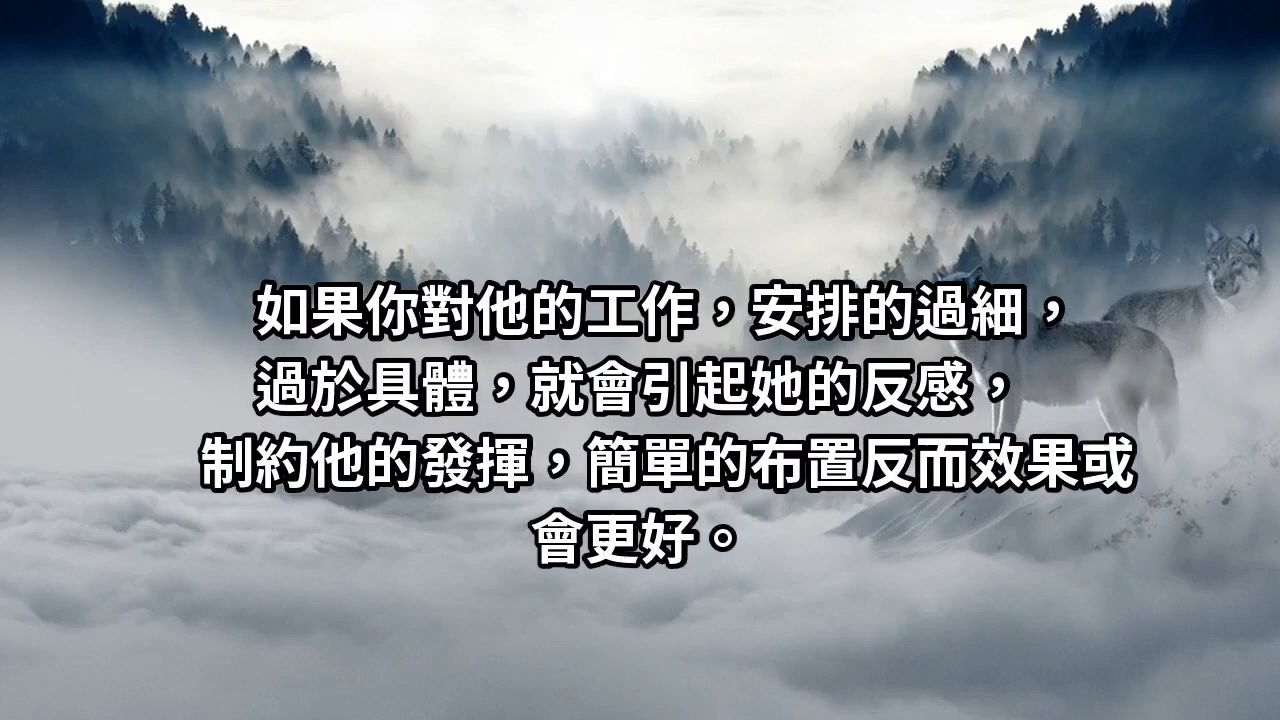 如果你對他的工作，安排的過細，
過於具體，就會引起她的反感，
制約他的發揮，簡單的布置反而效果或
會更好。